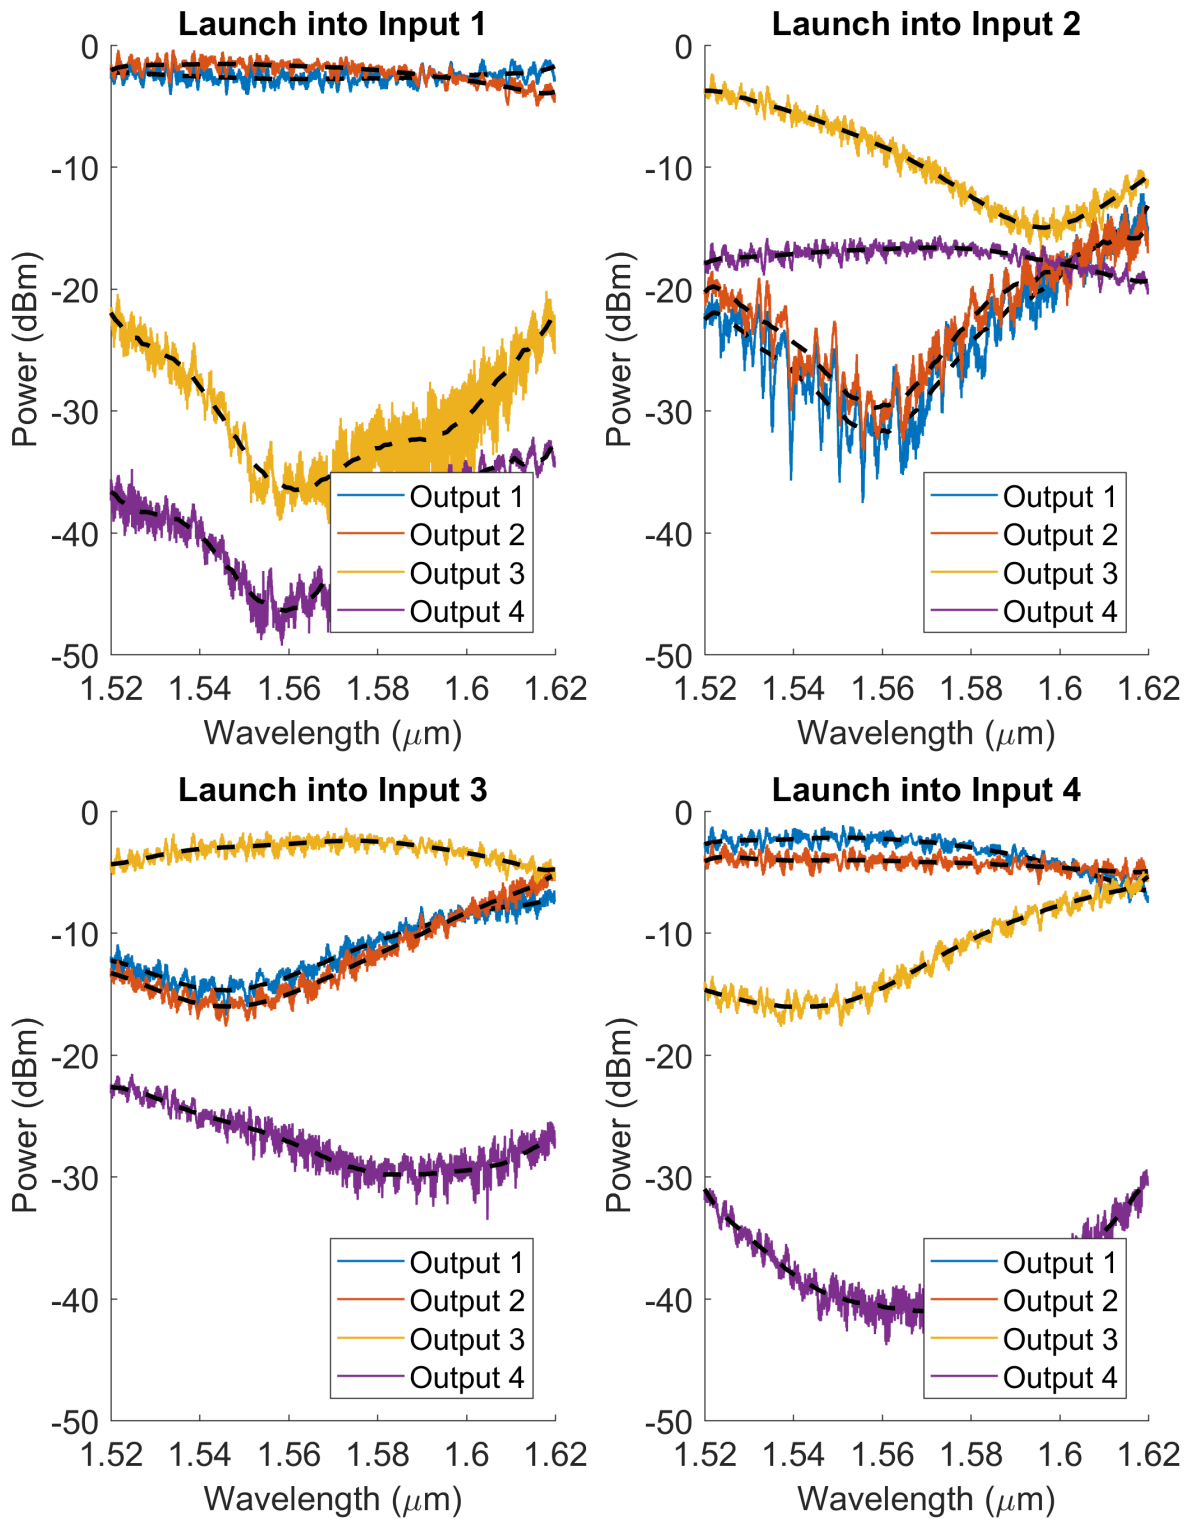 Launch into Input 1
0
-10
-20
-30
-40
-50
Power (dBm)
Output 1
Output 2
Output 3
Output 4
1.52 1.54 1.56 1.58 1.6 1.62
Wavelength (μm)
Launch into Input 2
0
-10
-20
-30
-40
-50
Power (dBm)
Output 1
Output 2
Output 3
Output 4
1.52 1.54 1.56 1.58 1.6 1.62
Wavelength (μm)
Launch into Input 3
0
-10
-20
-30
-40
-50
Power (dBm)
Output 1
Output 2
Output 3
Output 4
1.52 1.54 1.56 1.58 1.6 1.62
Wavelength (μm)
Launch into Input 4
0
-10
-20
-30
-40
-50
Power (dBm)
Output 1
Output 2
Output 3
Output 4
1.52 1.54 1.56 1.58 1.6 1.62
Wavelength (μm)